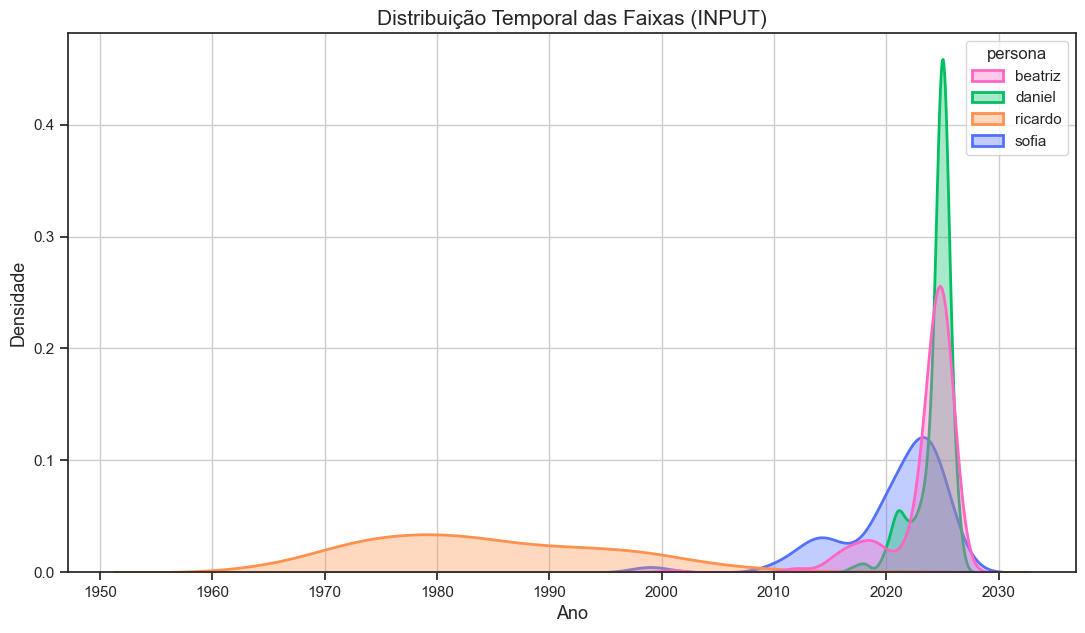 Distribuição Temporal das Faixas (INPUT)
persona
beatriz
daniel
ricardo
sofia
Densidade
0.4
0.3
0.2
0.1
0.0
1950 1960 1970 1980 1990 2000 2010 2020 2030
Ano